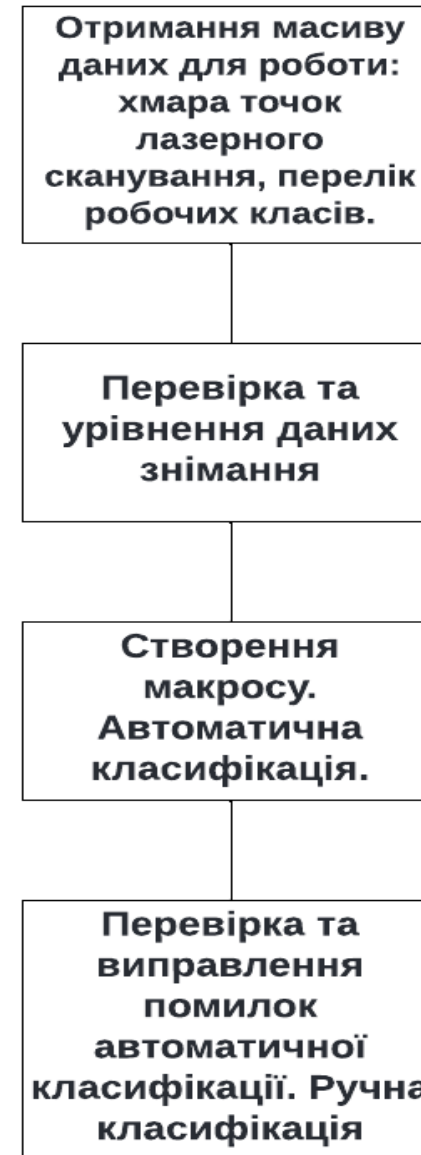 Отримання масиву
даних для роботи:
хмара точок
лазерного
сканування, перелік
робочих класів.
Перевірка та
урівнення даних
знімання
Створення
макросу.
Автоматична
класифікація.
Перевірка та
виправлення
помилок
автоматичної
класифікації. Ручна
класифікація